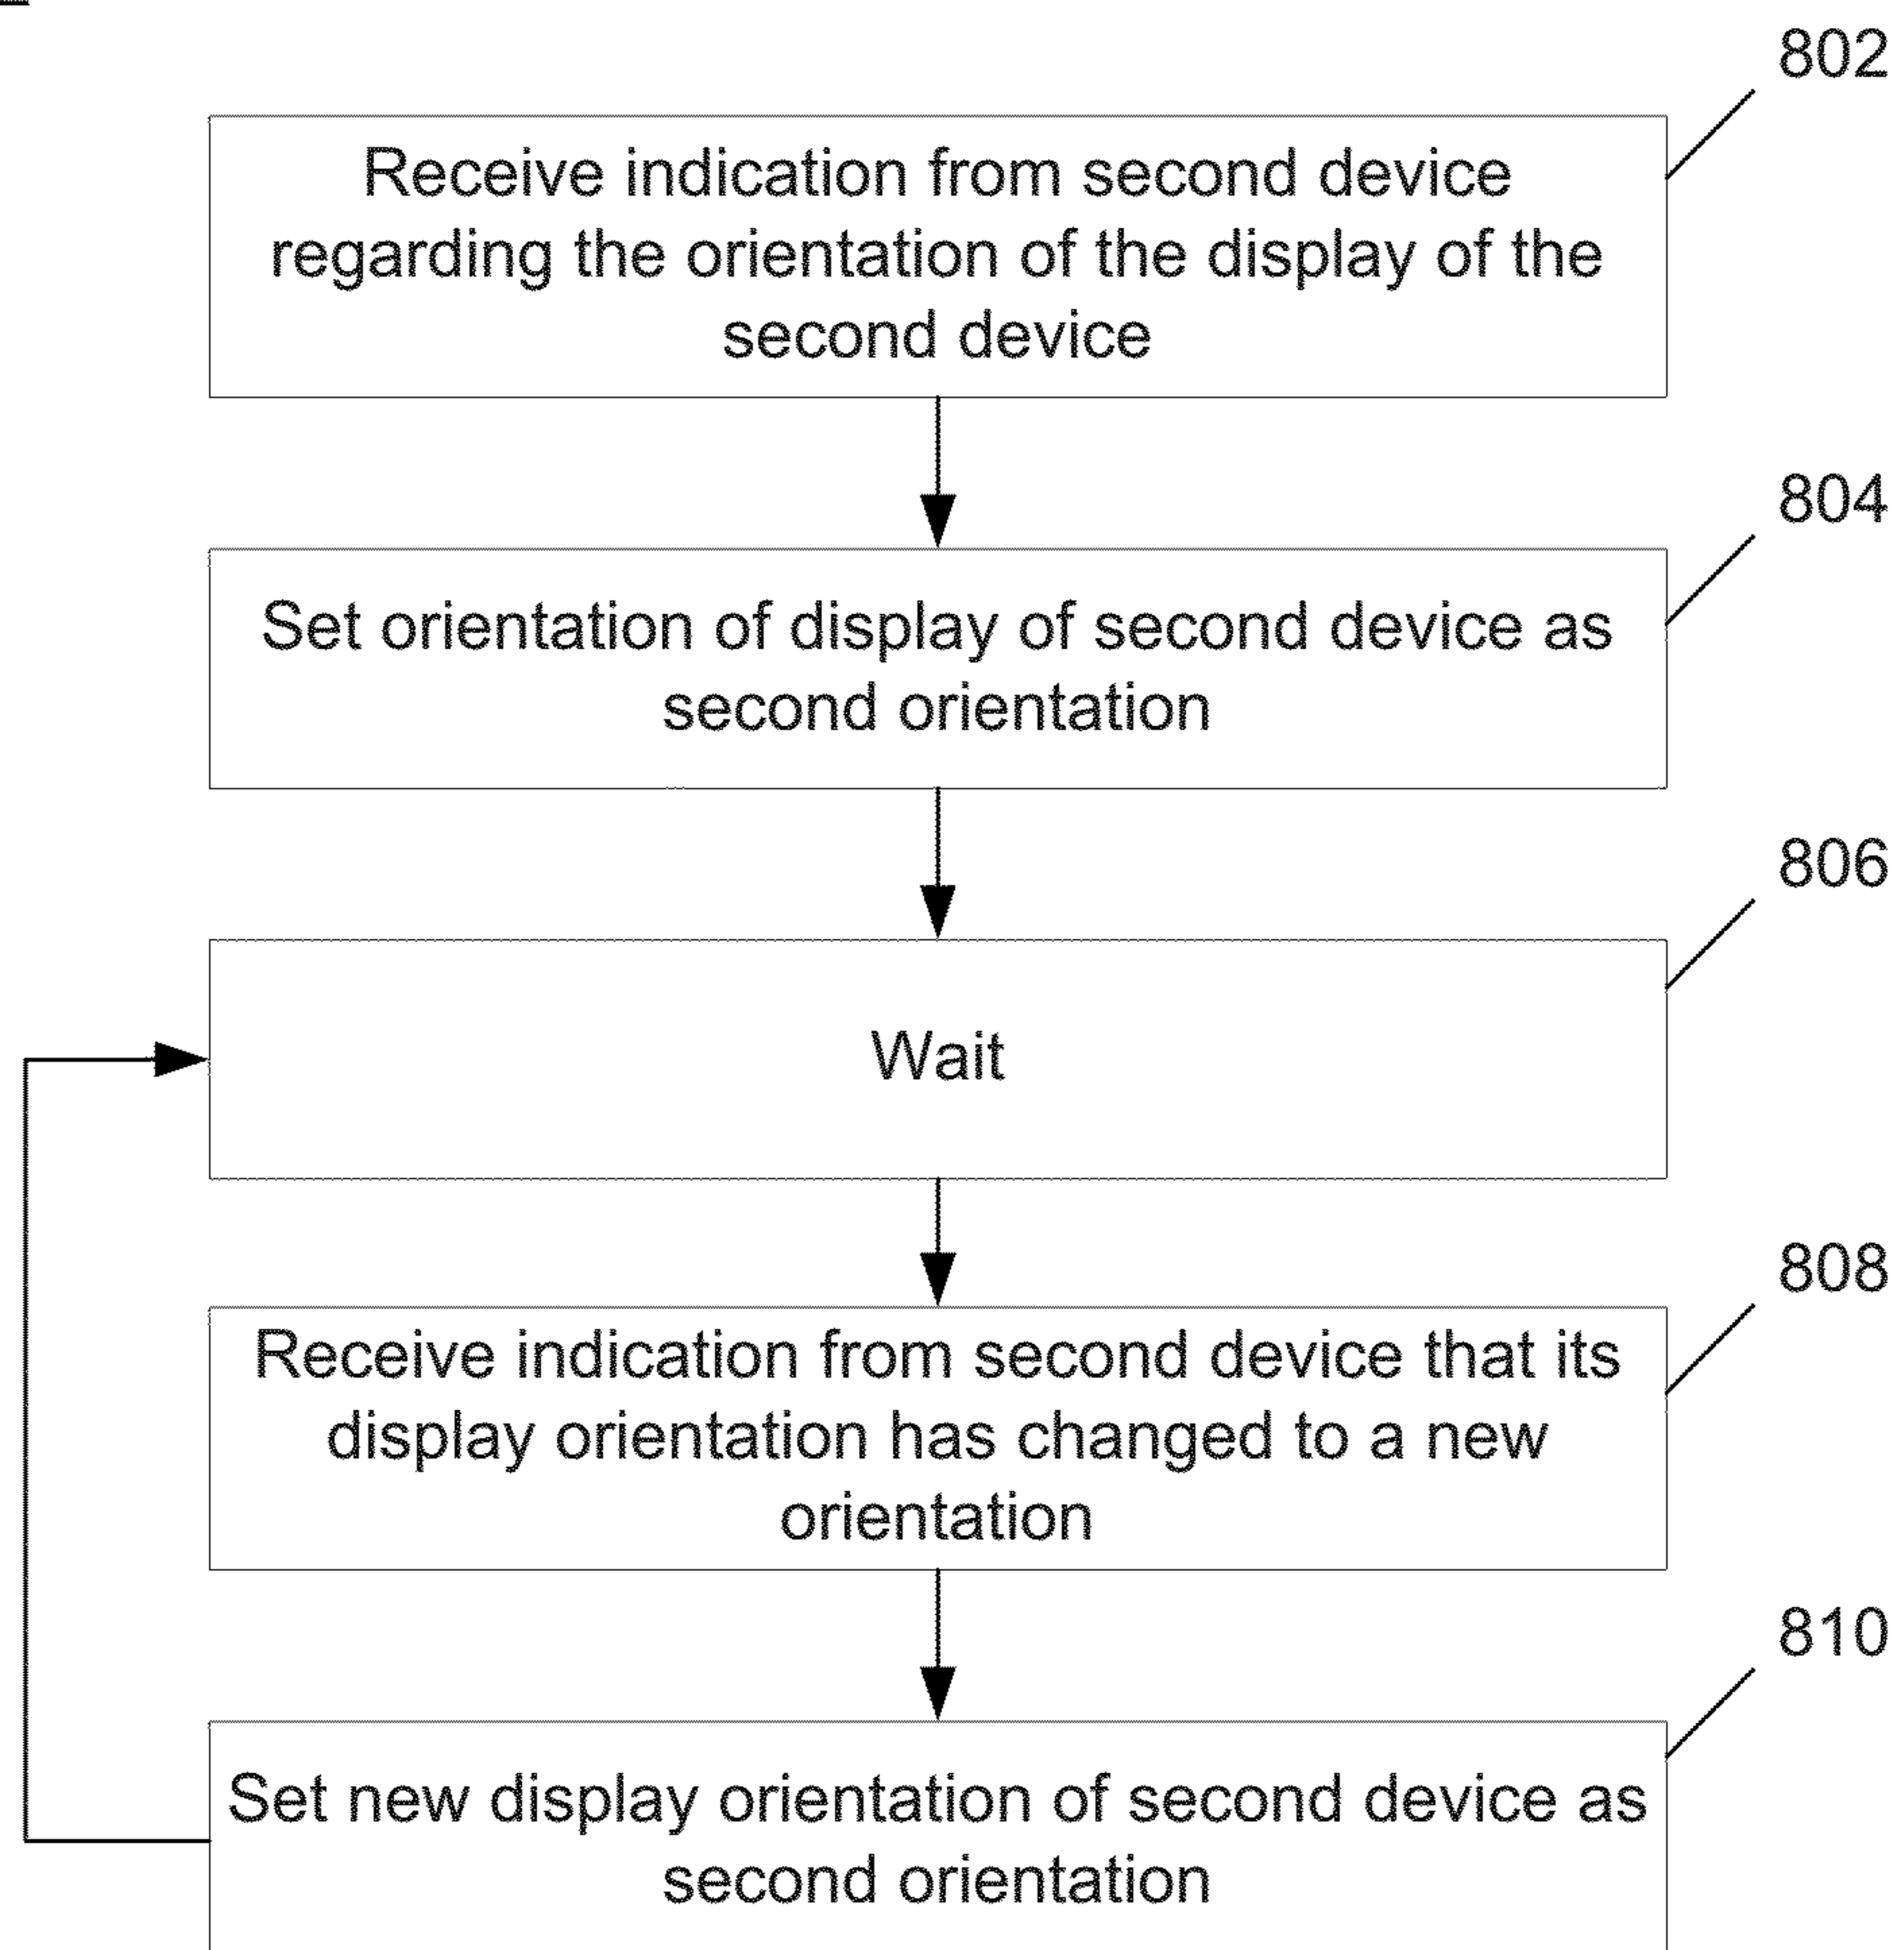 802
Receive indication from second device
regarding the orientation of the display of the
second device
804
Set orientation of display of second device as
second orientation
806
Wait
808
Receive indication from second device that its
display orientation has changed to a new
orientation
810
Set new display orientation of second device as
second orientation